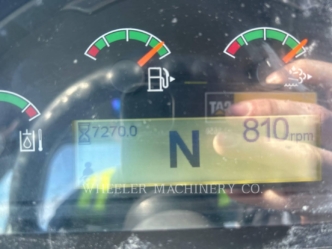 7270.0
N
810 rpm
WHEELER MACHINERY CO.